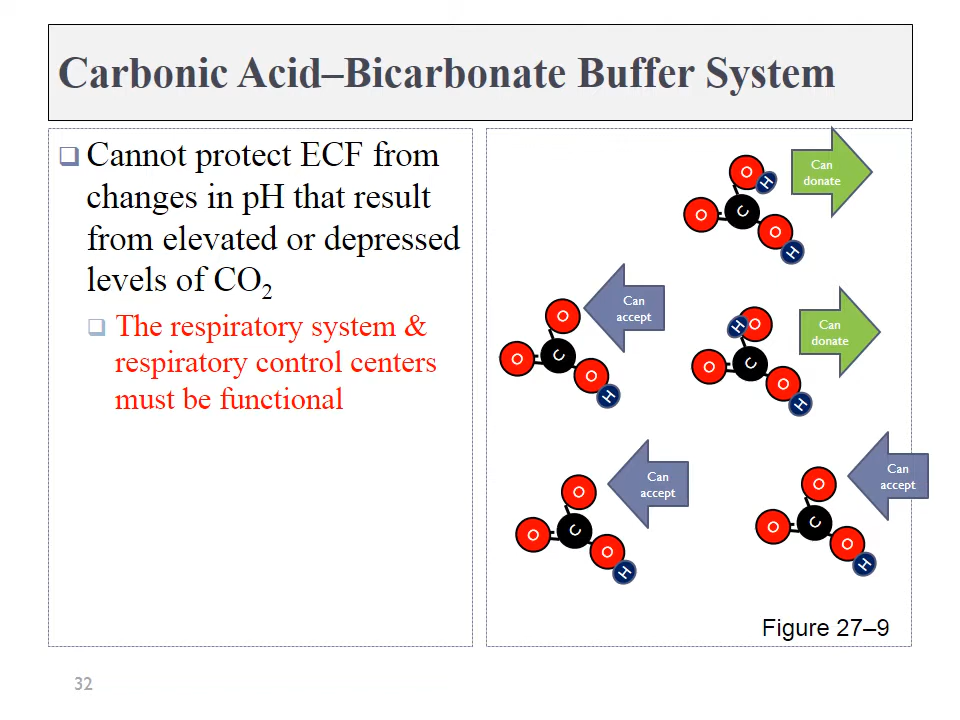 Carbonic Acid–Bicarbonate Buffer System
Cannot protect ECF from
changes in pH that result
from elevated or depressed
levels of CO2
The respiratory system &
respiratory control centers
must be functional
Can
donate
O
H
O
C
O
H
Can
accept
O
O
C
O
H
Can
donate
H
O
O
C
O
H
Can
accept
O
O
C
O
H
Can
accept
O
O
C
O
H
Figure 27–9
32